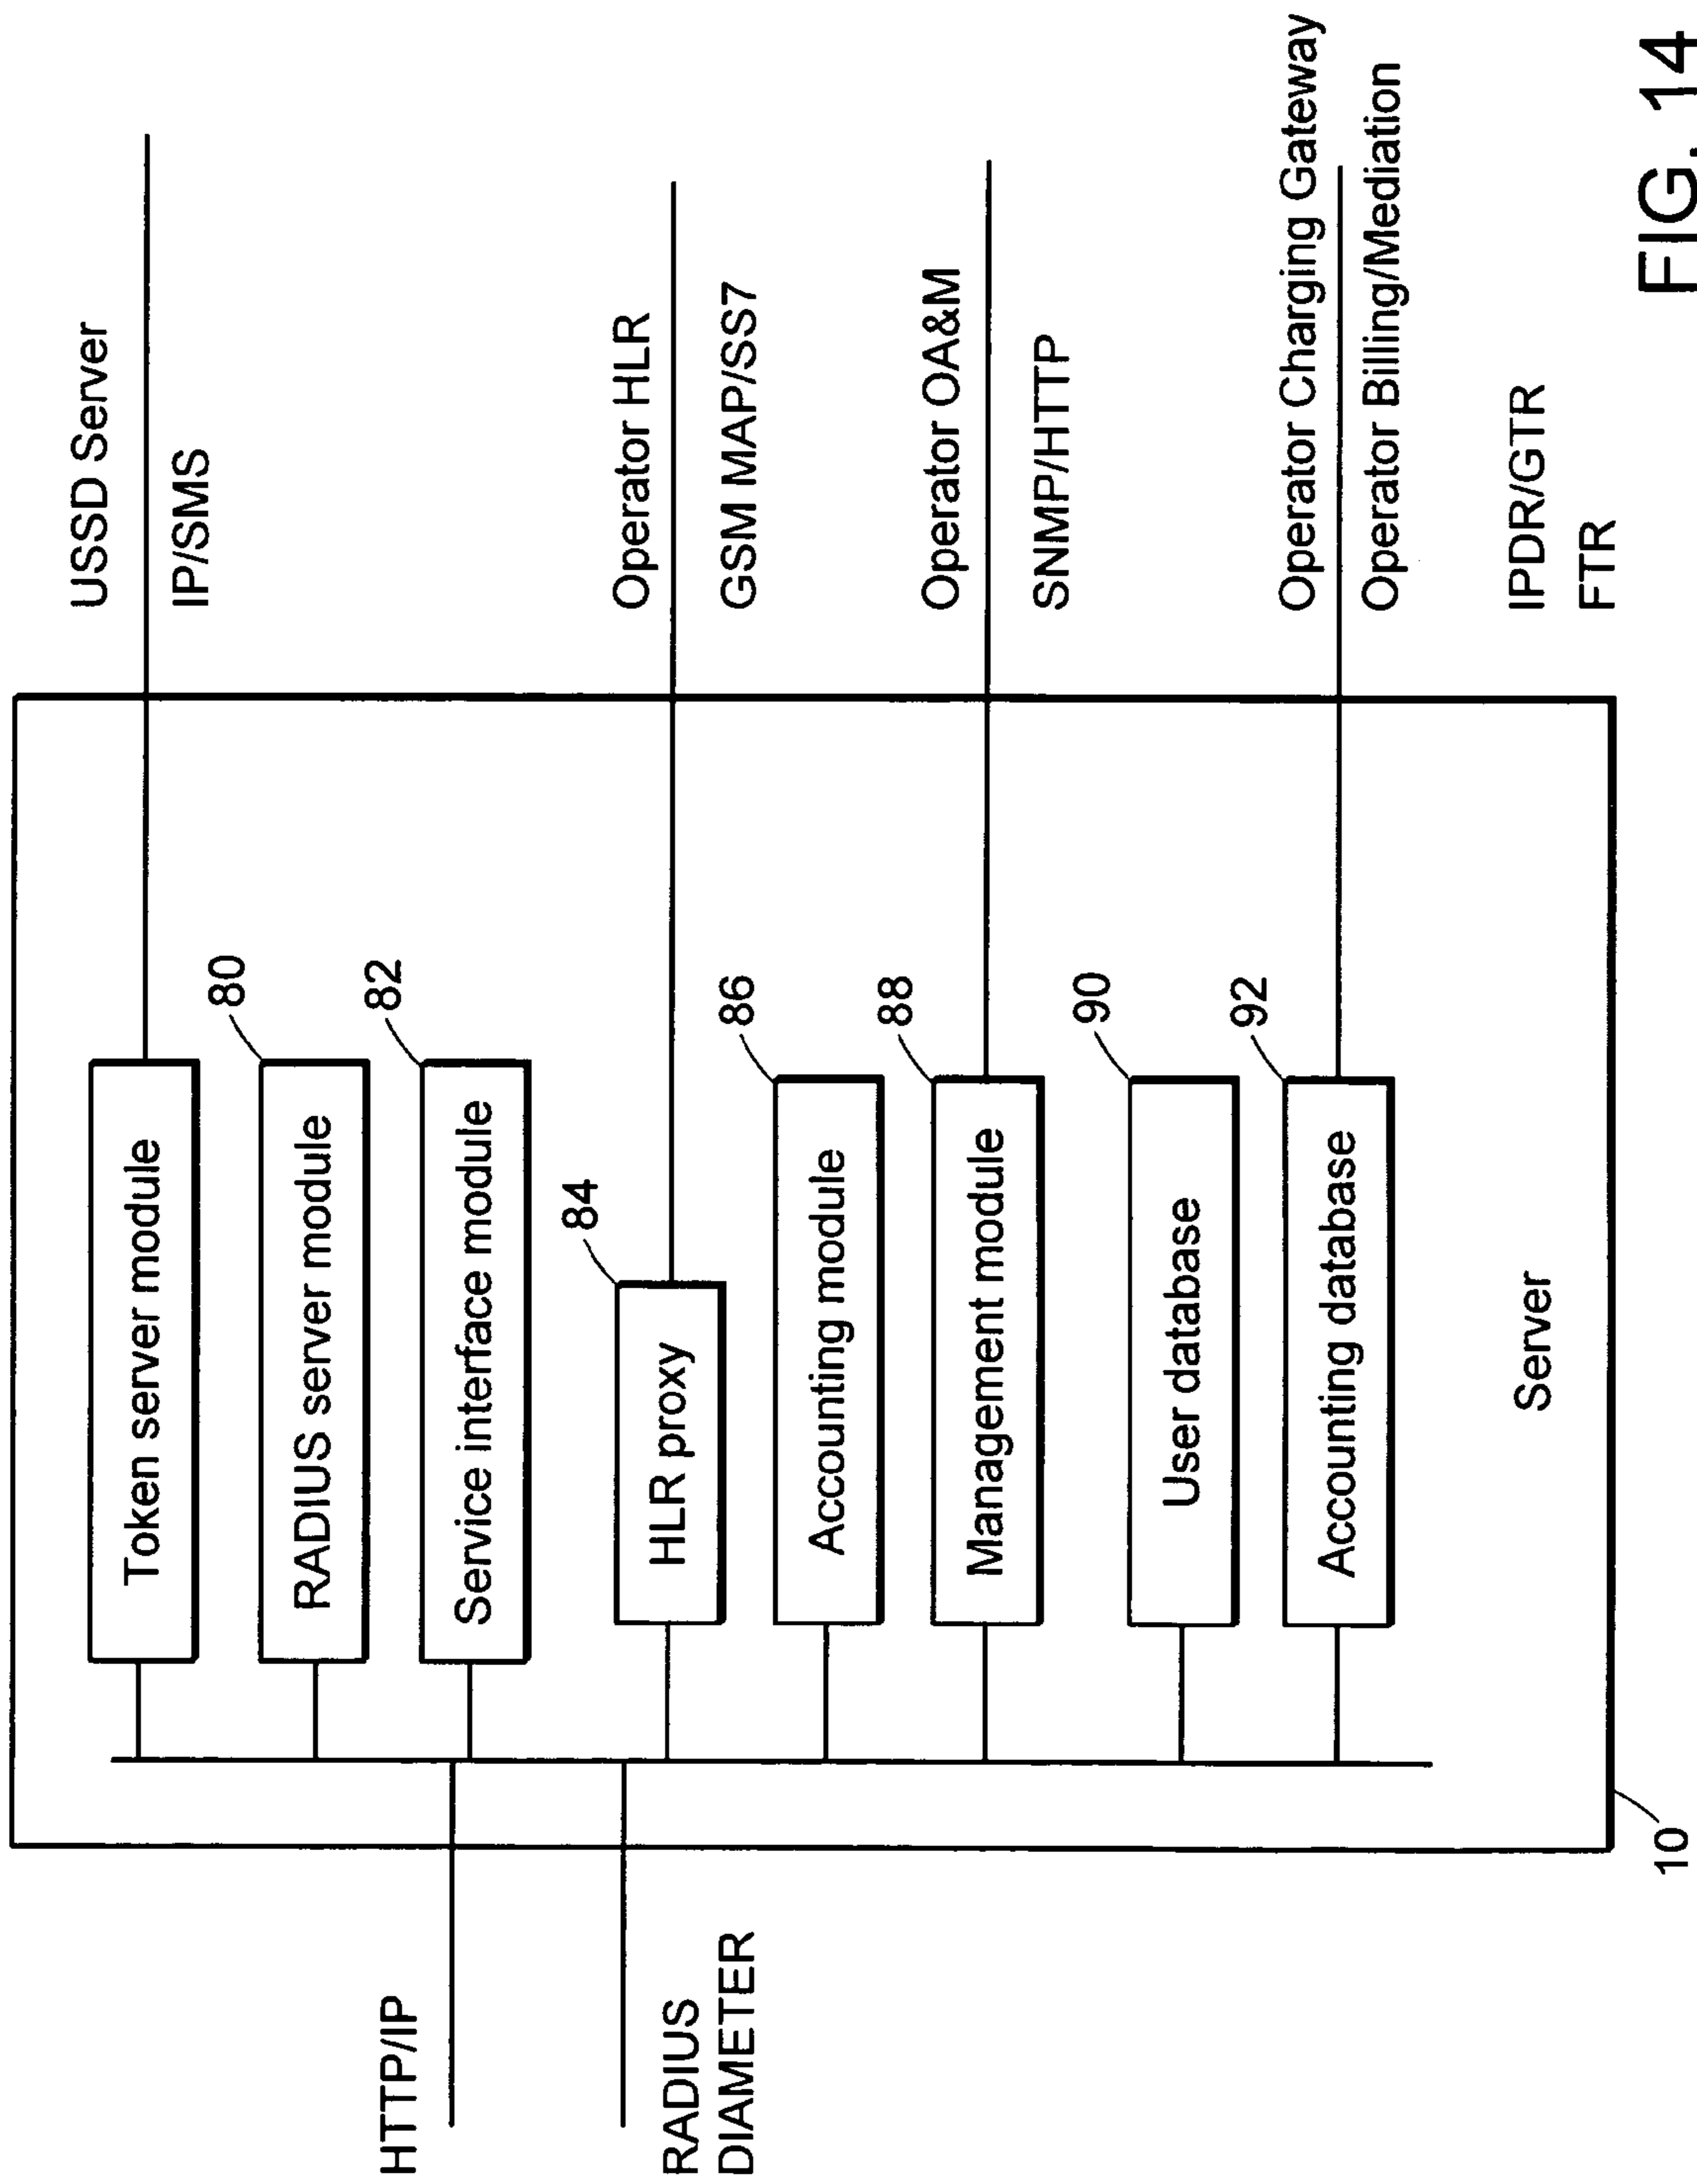 HTTP/IP
RADIUS
DIAMETER
10
Token server module
80
RADIUS server module
82
Service interface module
84
HLR proxy
86
Accounting module
88
Management module
90
User database
92
Accounting database
Server
USSD Server
IP/SMS
Operator HLR
GSM MAP/SS7
Operator OA&M
SNMP/HTTP
Operator Charging Gateway
Operator Billing/Mediation
IPDR/GTR
FTR
FIG. 14